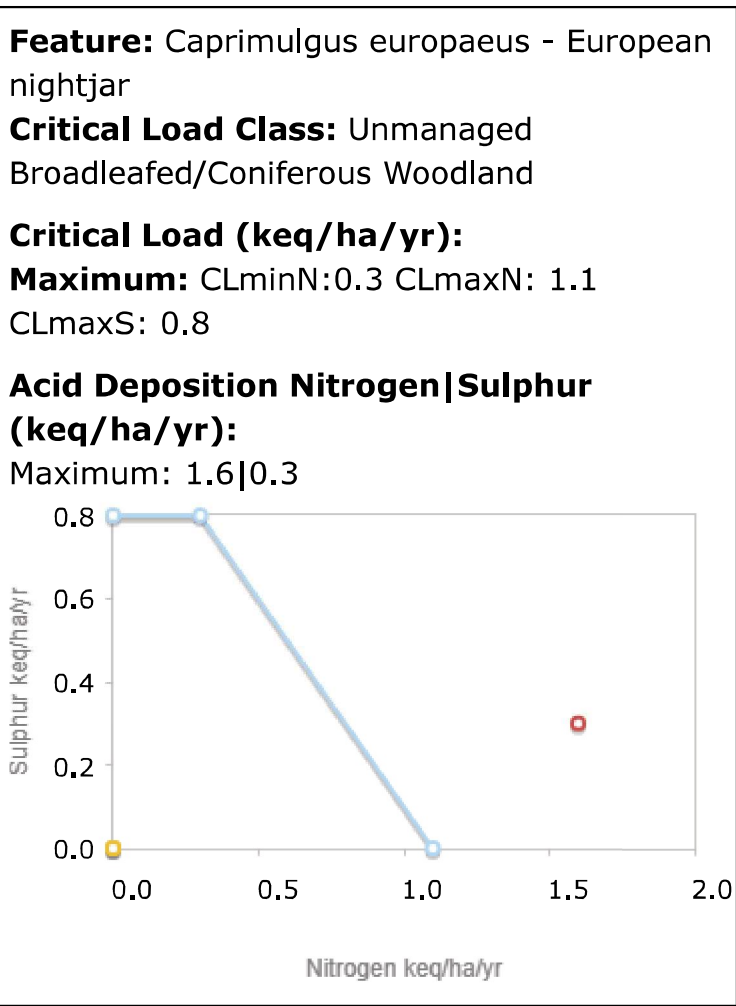 Feature: Caprimulgus europaeus - European
nightjar
Critical Load Class: Unmanaged
Broadleafed/Coniferous Woodland
Critical Load (keq/ha/yr):
Maximum: CLminN:0.3 CLmaxN: 1.1
CLmaxS: 0.8
Acid Deposition Nitrogen|Sulphur
(keq/ha/yr):
Maximum: 1.6|0.3
Sulphur keq/ha/yr
0.8
0.6
0.4
0.2
0.0
0.0 0.5 1.0 1.5 2.0
Nitrogen keq/ha/yr